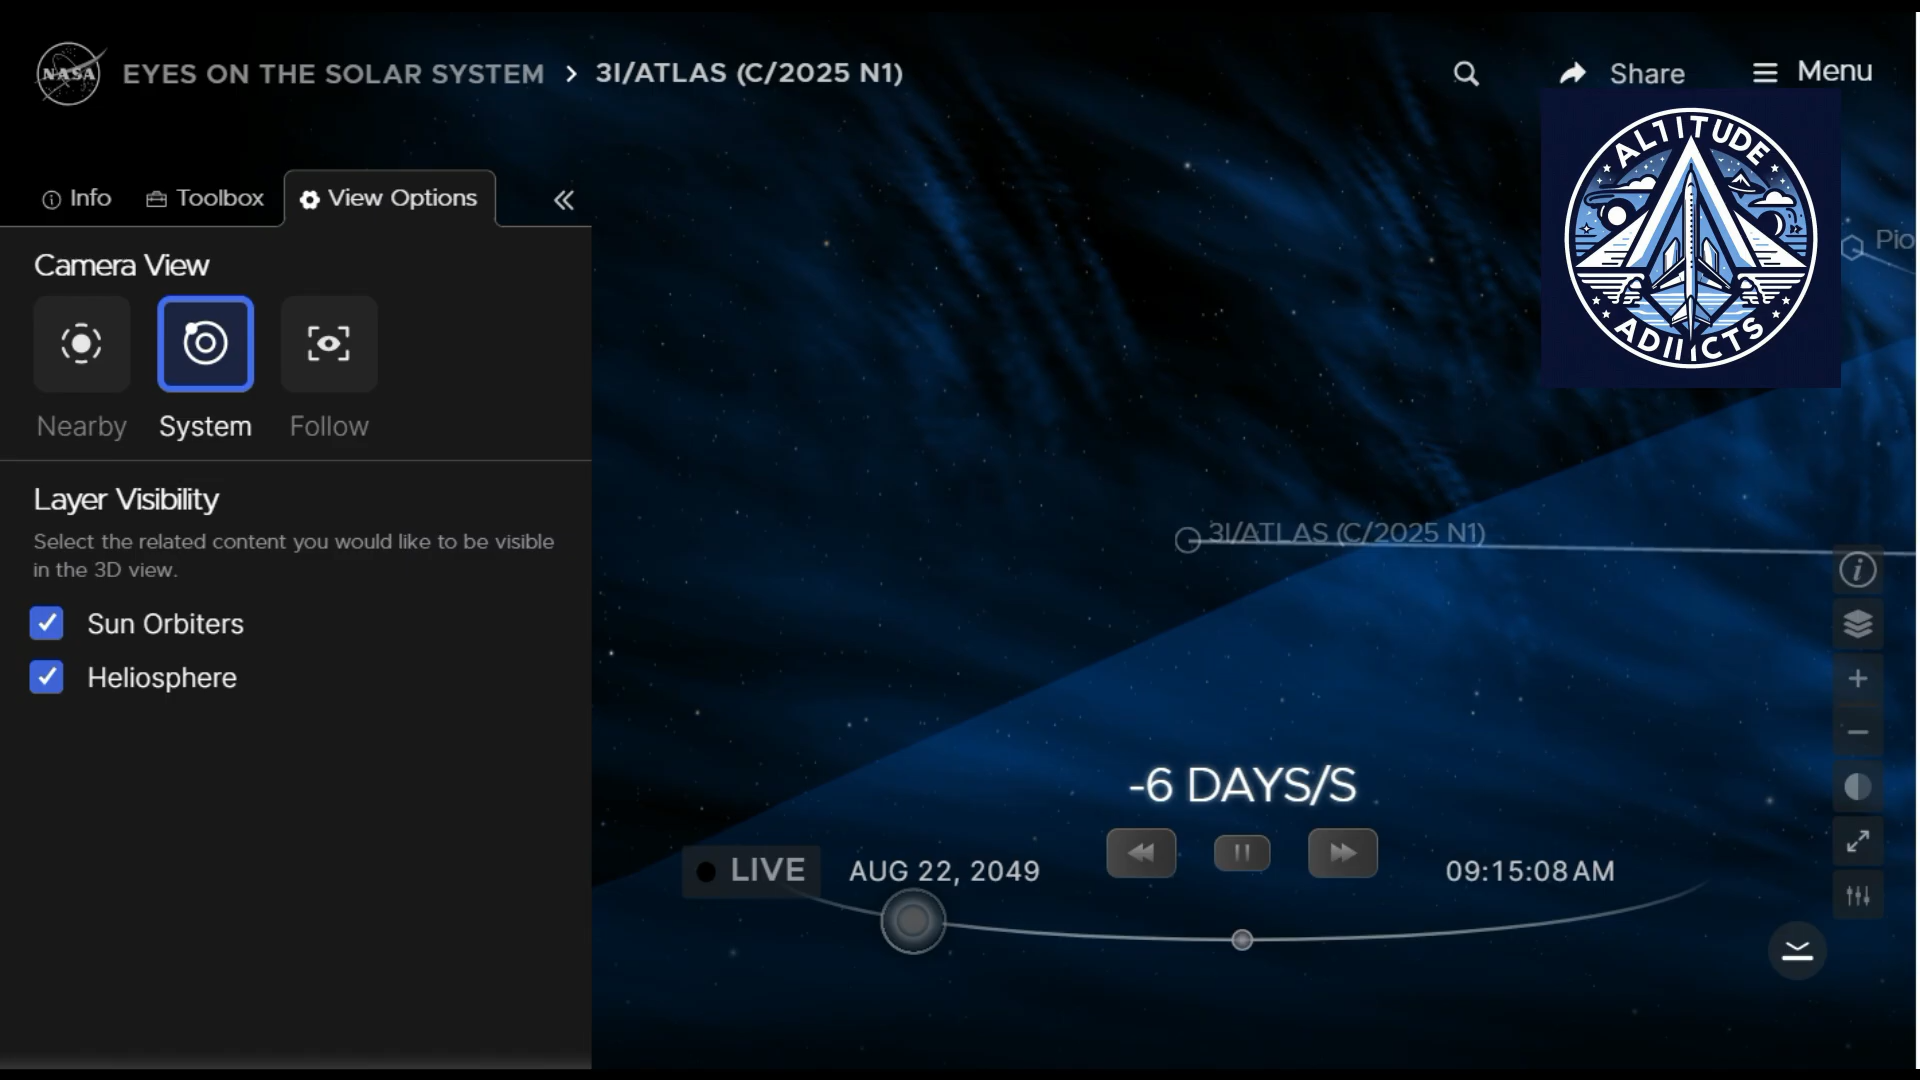 NASA
EYES ON THE SOLAR SYSTEM > 3I/ATLAS (C/2025 N1)
Share
Menu
ALTITUDE
ADIICTS
Info
Toolbox
View Options
Camera View
Nearby
System
Follow
Layer Visibility
Select the related content you would like to be visible
in the 3D view.
Sun Orbiters
Heliosphere
Pio
3I/ATLAS (C/2025 N1)
-6 DAYS/S
LIVE
AUG 22, 2049
09:15:08 AM